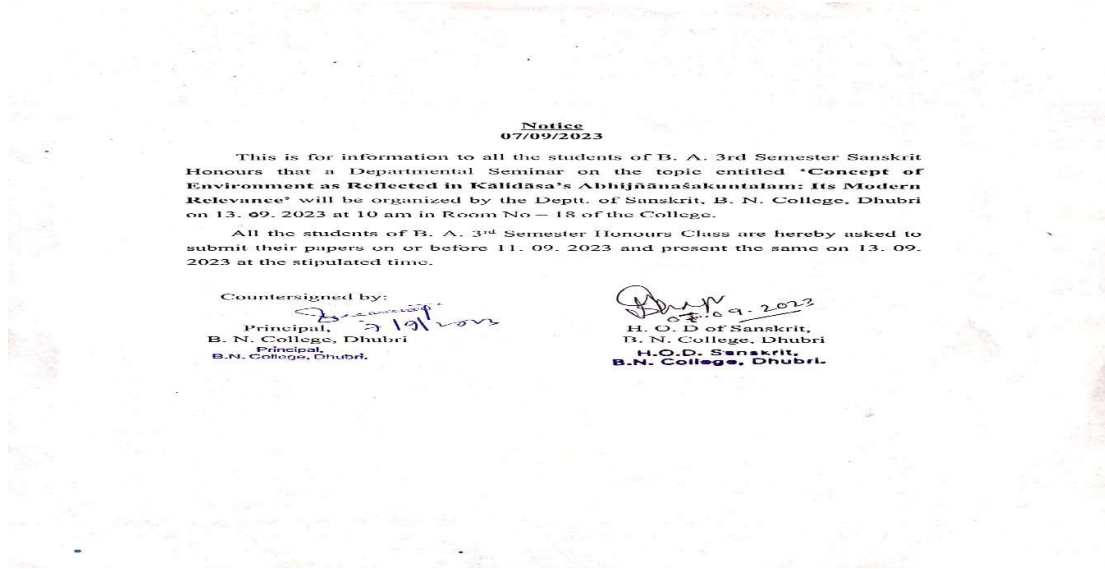 Notice
07/09/2023
This is for information to all the students of B. A. 3rd Semester Sanskrit
Honours that a Departmental Seminar on the topic entitled ‘Concept of
Environment as Reflected in Kālidāsa’s Abhijñānaśakuntalam: Its Modern
Relevance’ will be organized by the Deptt. of Sanskrit, B. N. College, Dhubri
on 13. 09. 2023 at 10 am in Room No – 18 of the College.
All the students of B. A. 3rd Semester Honours Class are hereby asked to
submit their papers on or before 11. 09. 2023 and present the same on 13. 09.
2023 at the stipulated time.
Countersigned by:
7/9/2023
Principal,
B. N. College, Dhubri
Principal,
B.N. College, Dhubri.
07.09.2023
H. O. D of Sanskrit,
B. N. College, Dhubri
H.O.D. Sanskrit,
B.N. College, Dhubri.